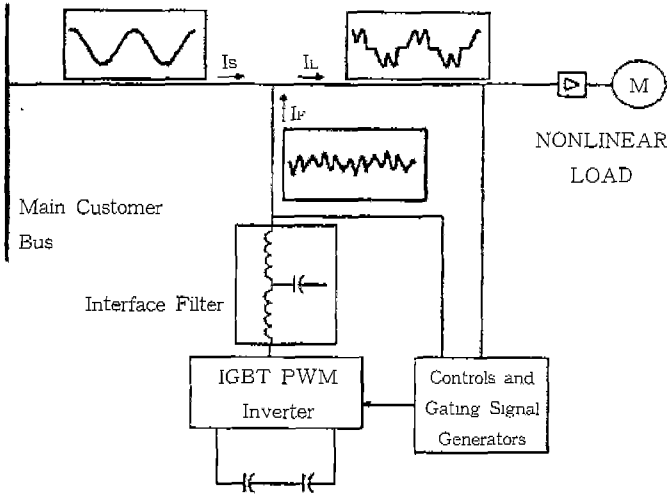 IS
IL
M
IF
NONLINEAR
LOAD
Main Customer
Bus
Interface Filter
IGBT PWM
Inverter
Controls and
Gating Signal
Generators